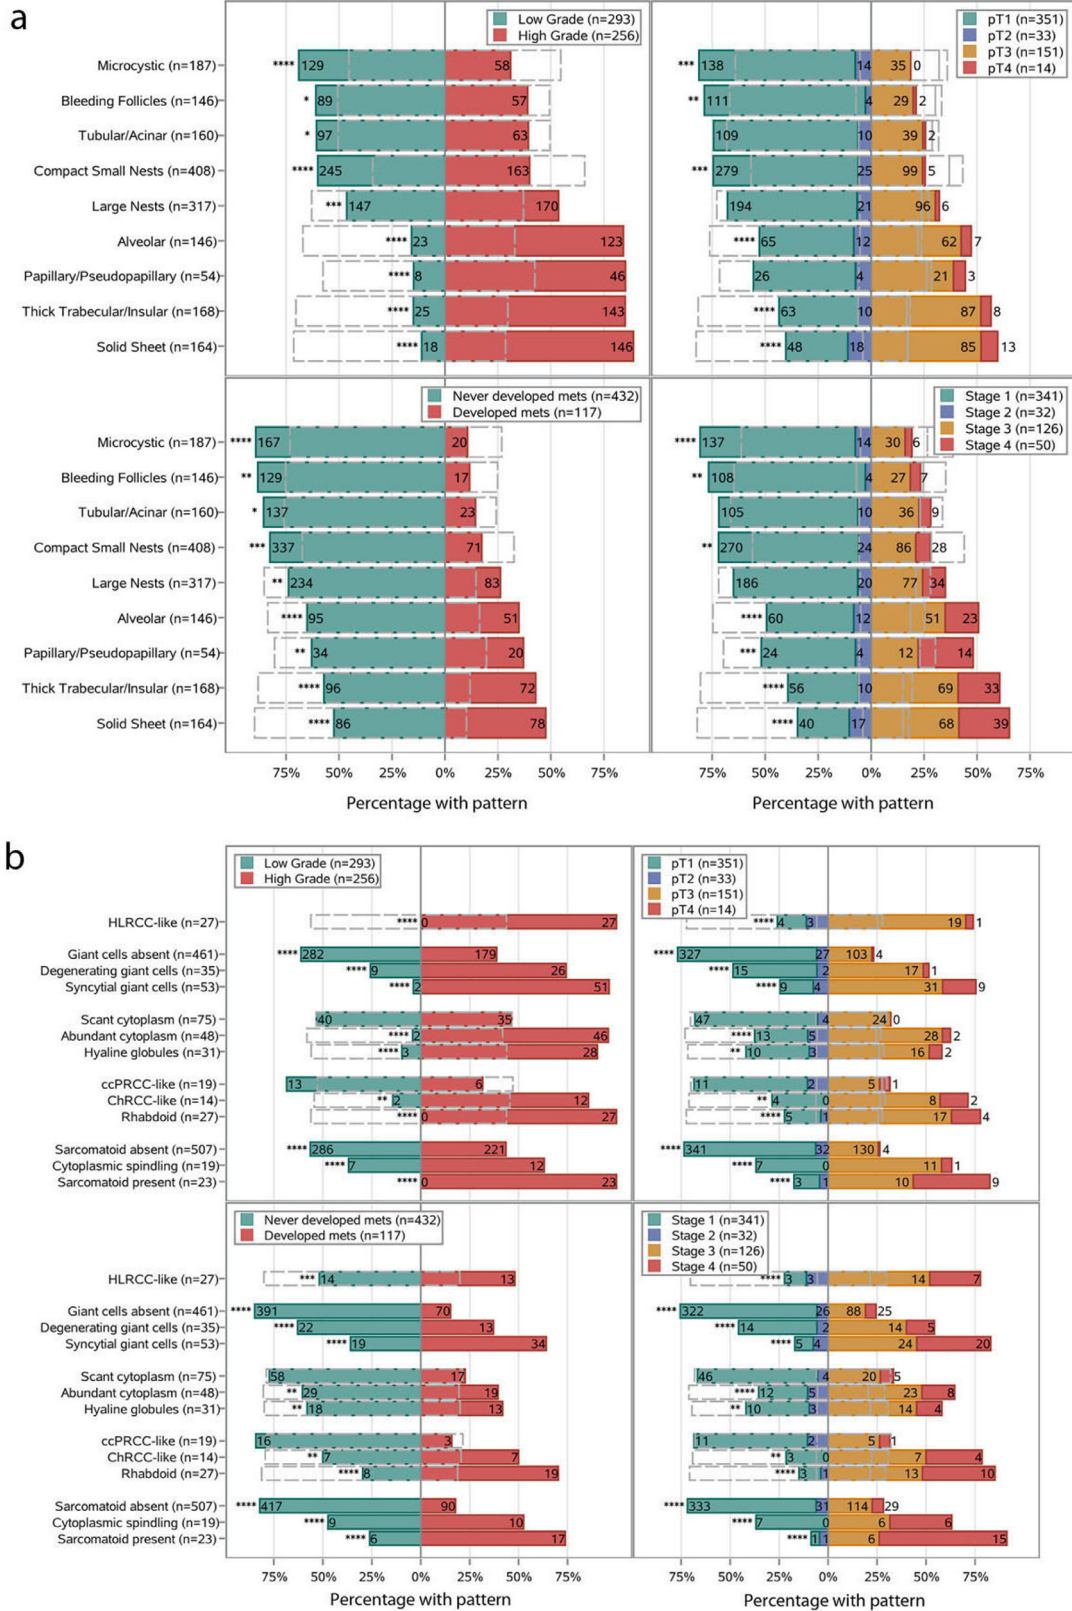 a
Low Grade (n=293)
High Grade (n=256)
Microcystic (n=187) **** 129 58
Bleeding Follicles (n=146) * 89 57
Tubular/Acinar (n=160) * 97 63
Compact Small Nests (n=408) **** 245 163
Large Nests (n=317) *** 147 170
Alveolar (n=146) **** 23 123
Papillary/Pseudopapillary (n=54) **** 8 46
Thick Trabecular/Insular (n=168) **** 25 143
Solid Sheet (n=164) **** 18 146
pT1 (n=351)
pT2 (n=33)
pT3 (n=151)
pT4 (n=14)
*** 138 14 35 0
** 111 4 29 2
109 10 39 2
*** 279 25 99 5
194 21 96 6
**** 65 12 62 7
26 4 21 3
**** 63 10 87 8
**** 48 18 85 13
Never developed mets (n=432)
Developed mets (n=117)
Microcystic (n=187) **** 167 20
Bleeding Follicles (n=146) ** 129 17
Tubular/Acinar (n=160) * 137 23
Compact Small Nests (n=408) *** 337 71
Large Nests (n=317) ** 234 83
Alveolar (n=146) **** 95 51
Papillary/Pseudopapillary (n=54) ** 34 20
Thick Trabecular/Insular (n=168) **** 96 72
Solid Sheet (n=164) **** 86 78
75% 50% 25% 0% 25% 50% 75%
Percentage with pattern
Stage 1 (n=341)
Stage 2 (n=32)
Stage 3 (n=126)
Stage 4 (n=50)
**** 137 14 30 6
** 108 4 27 7
105 10 36 9
** 270 24 86 28
186 20 77 34
**** 60 12 51 23
*** 24 4 12 14
**** 56 10 69 33
**** 40 17 68 39
75% 50% 25% 0% 25% 50% 75%
Percentage with pattern
b
Low Grade (n=293)
High Grade (n=256)
HLRCC-like (n=27) **** 0 27
Giant cells absent (n=461) **** 282 179
Degenerating giant cells (n=35) **** 9 26
Syncytial giant cells (n=53) **** 2 51
Scant cytoplasm (n=75) 40 35
Abundant cytoplasm (n=48) **** 2 46
Hyaline globules (n=31) **** 3 28
ccPRCC-like (n=19) 13 6
ChRCC-like (n=14) ** 2 12
Rhabdoid (n=27) **** 0 27
Sarcomatoid absent (n=507) **** 286 221
Cytoplasmic spindling (n=19) **** 7 12
Sarcomatoid present (n=23) **** 0 23
pT1 (n=351)
pT2 (n=33)
pT3 (n=151)
pT4 (n=14)
**** 4 3 19 1
**** 327 27 103 4
**** 15 2 17 1
**** 9 4 31 9
47 4 24 0
**** 13 5 28 2
** 10 3 16 2
11 2 5 1
** 4 0 8 2
**** 5 1 17 4
**** 341 32 130 4
**** 7 0 11 1
**** 3 1 10 9
Never developed mets (n=432)
Developed mets (n=117)
HLRCC-like (n=27) *** 14 13
Giant cells absent (n=461) **** 391 70
Degenerating giant cells (n=35) **** 22 13
Syncytial giant cells (n=53) **** 19 34
Scant cytoplasm (n=75) 58 17
Abundant cytoplasm (n=48) ** 29 19
Hyaline globules (n=31) ** 18 13
ccPRCC-like (n=19) 16 3
ChRCC-like (n=14) ** 7 7
Rhabdoid (n=27) **** 8 19
Sarcomatoid absent (n=507) **** 417 90
Cytoplasmic spindling (n=19) **** 9 10
Sarcomatoid present (n=23) **** 6 17
75% 50% 25% 0% 25% 50% 75%
Percentage with pattern
Stage 1 (n=341)
Stage 2 (n=32)
Stage 3 (n=126)
Stage 4 (n=50)
**** 3 3 14 7
**** 322 26 88 25
**** 14 2 14 5
**** 5 4 24 20
46 4 20 5
**** 12 5 23 8
** 10 3 14 4
11 2 5 1
** 3 0 7 4
**** 3 1 13 10
**** 333 31 114 29
**** 7 0 6 6
**** 1 1 6 15
75% 50% 25% 0% 25% 50% 75%
Percentage with pattern